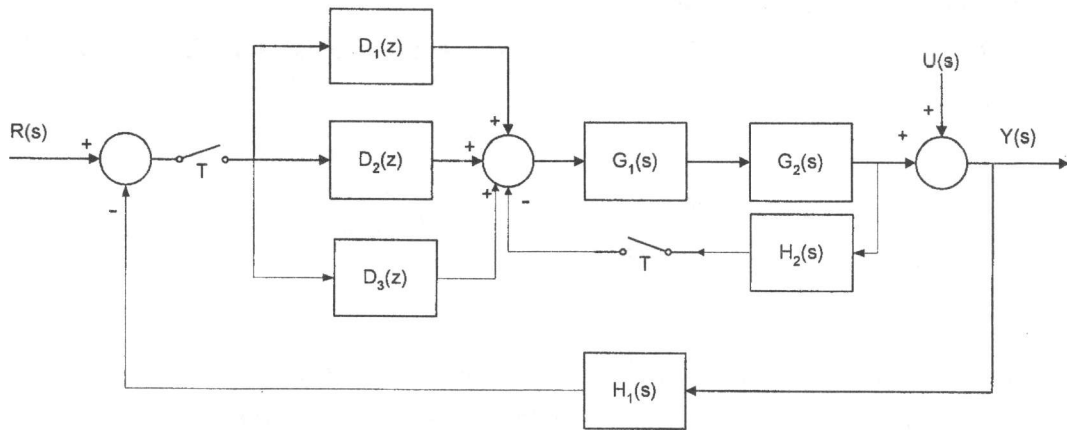 D₁(z)
U(s)
R(s)
+
+
+
+
Y(s)
T
D₂(z)
+
G₁(s)
G₂(s)
+
-
-
T
H₂(s)
D₃(z)
H₁(s)